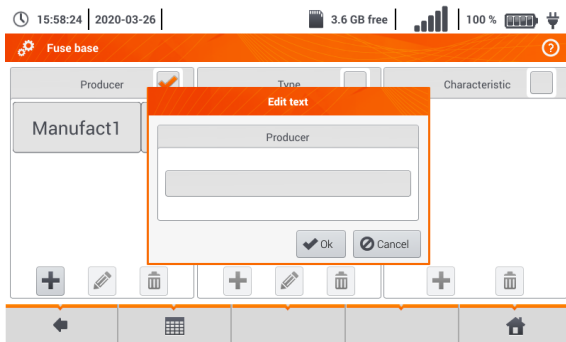 15:58:24 2020-03-26 3.6 GB free 100 %
Fuse base ?
Producer Type Characteristic
Edit text
Manufact1
Producer
Ok Cancel